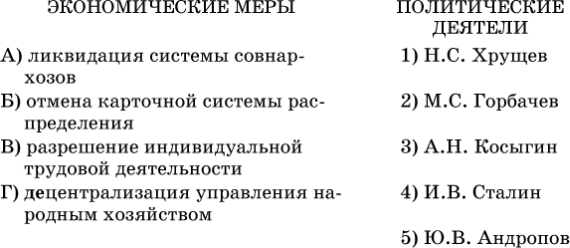 ЭКОНОМИЧЕСКИЕ МЕРЫ
ПОЛИТИЧЕСКИЕ
ДЕЯТЕЛИ
А) ликвидация системы совнар-
хозов
Б) отмена карточной системы рас-
пределения
В) разрешение индивидуальной
трудовой деятельности
Г) децентрализация управления на-
родным хозяйством
1) Н.С. Хрущев
2) М.С. Горбачев
3) А.Н. Косыгин
4) И.В. Сталин
5) Ю.В. Андропов